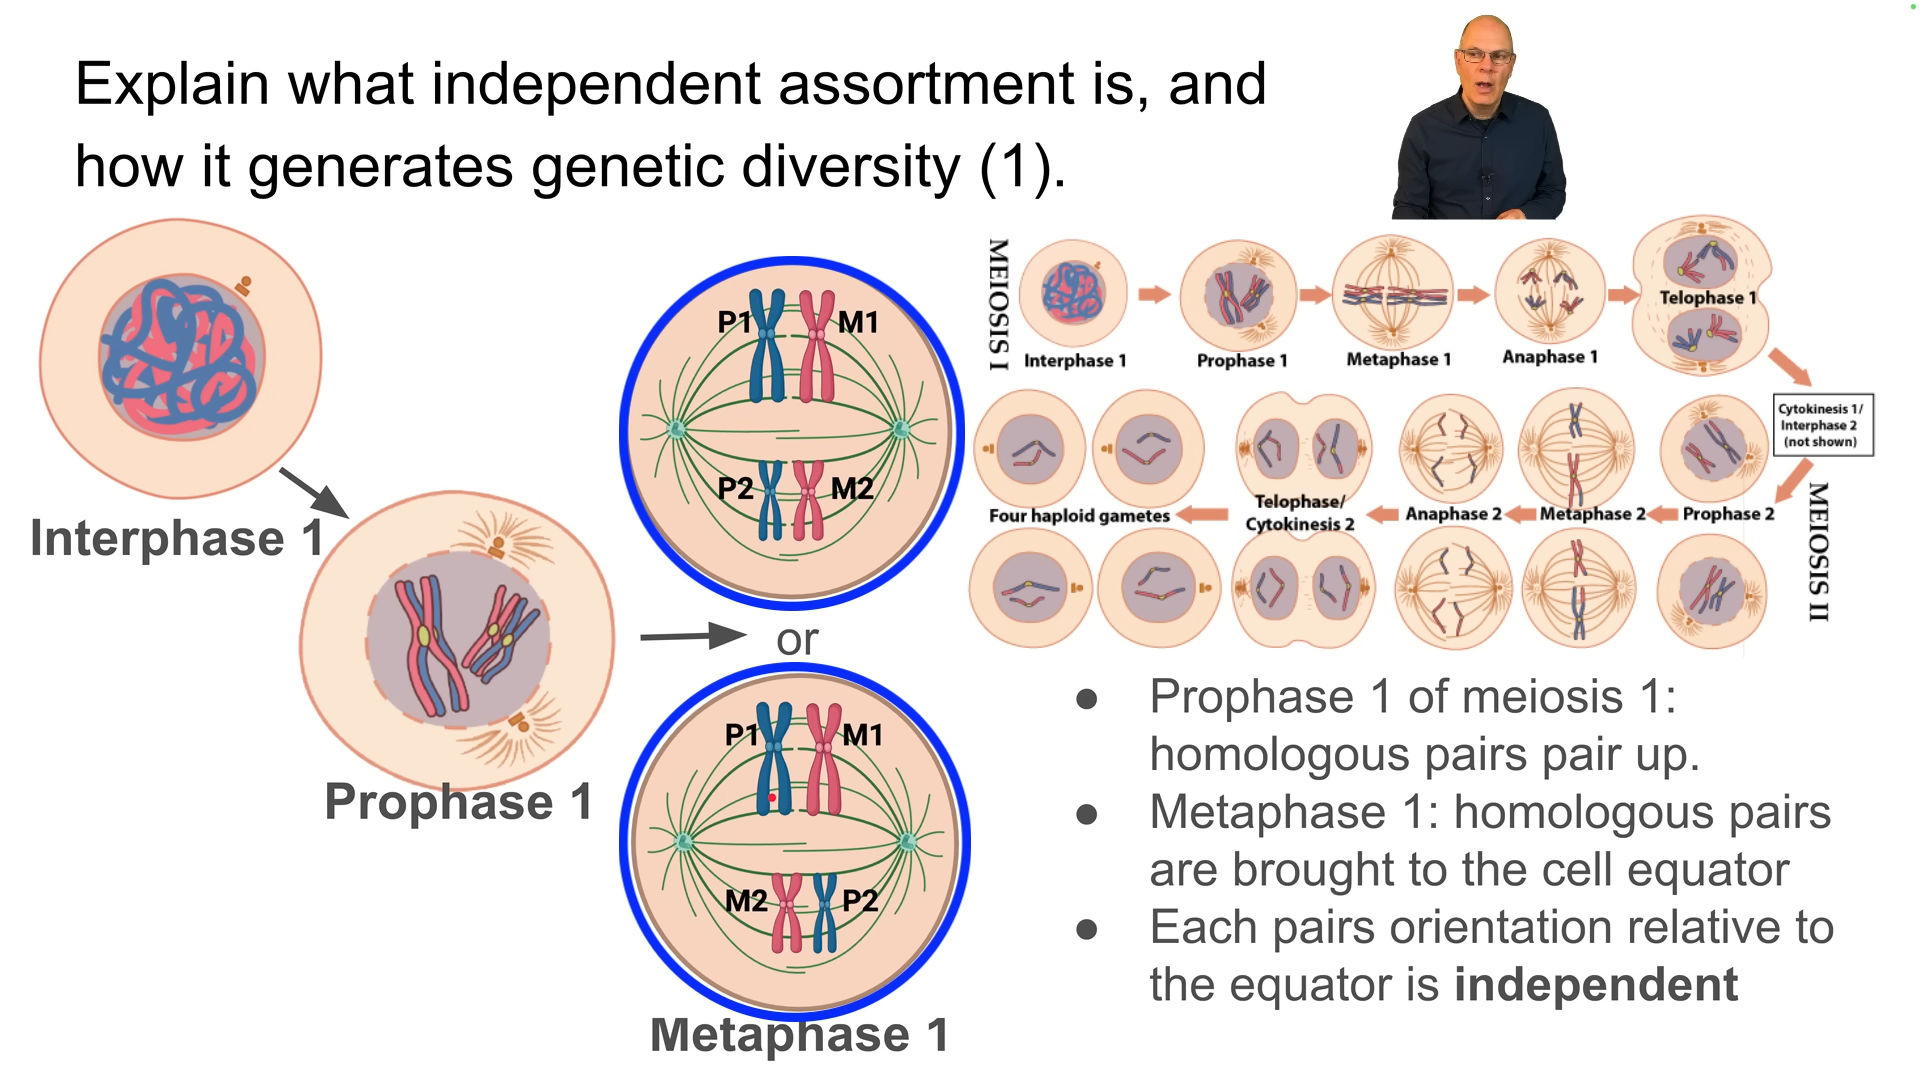 Explain what independent assortment is, and
how it generates genetic diversity (1).
Interphase 1
Prophase 1
P1 M1
P2 M2
or
P1 M1
M2 P2
Metaphase 1
MEIOSIS I
Interphase 1
Prophase 1
Metaphase 1
Anaphase 1
Telophase 1
Cytokinesis 1/
Interphase 2
(not shown)
MEIOSIS II
Prophase 2
Metaphase 2
Anaphase 2
Telophase/
Cytokinesis 2
Four haploid gametes
● Prophase 1 of meiosis 1:
homologous pairs pair up.
● Metaphase 1: homologous pairs
are brought to the cell equator
● Each pairs orientation relative to
the equator is independent